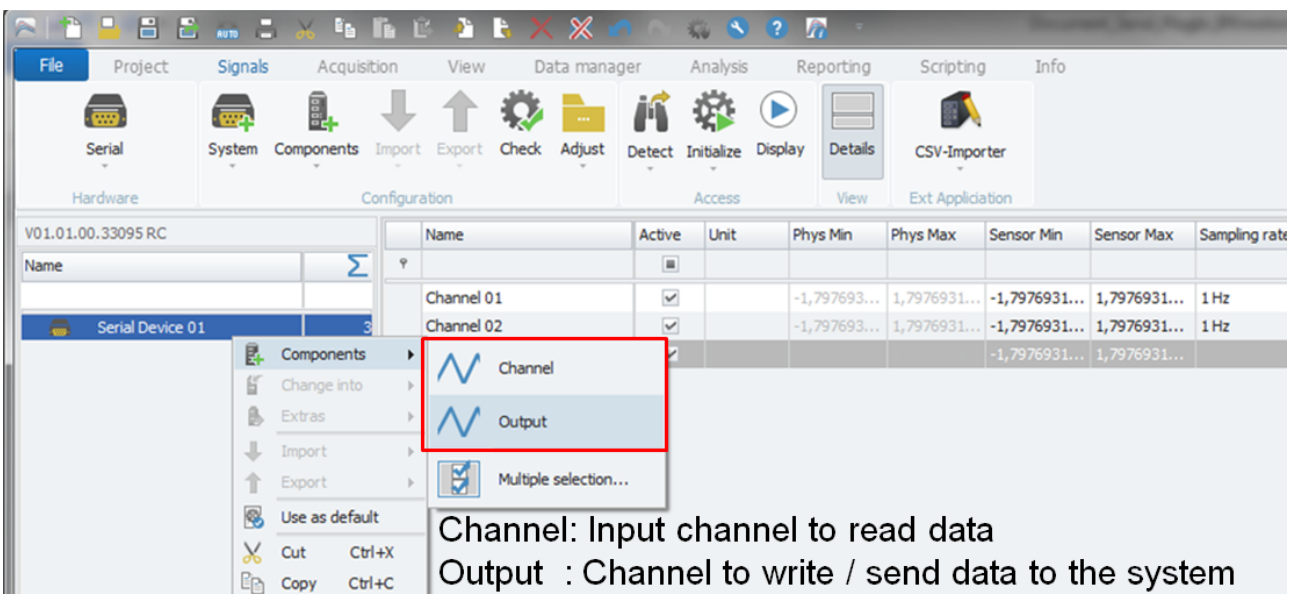 AUTO
File Project Signals Acquisition View Data manager Analysis Reporting Scripting Info
Serial System Components Import Export Check Adjust Detect Initialize Display Details CSV-Importer
Hardware Configuration Access View Ext Appliciation
V01.01.00.33095 RC
Name Active Unit Phys Min Phys Max Sensor Min Sensor Max Sampling rate
Name Σ
Channel 01 -1,797693... 1,7976931... -1,7976931... 1,7976931... 1 Hz
Serial Device 01 3 Channel 02 -1,797693... 1,7976931... -1,7976931... 1,7976931... 1 Hz
-1,7976931... 1,7976931...
Components
Channel
Change into
Extras
Output
Import
Export
Multiple selection...
Use as default
Cut Ctrl+X
Copy Ctrl+C
Channel: Input channel to read data
Output : Channel to write / send data to the system